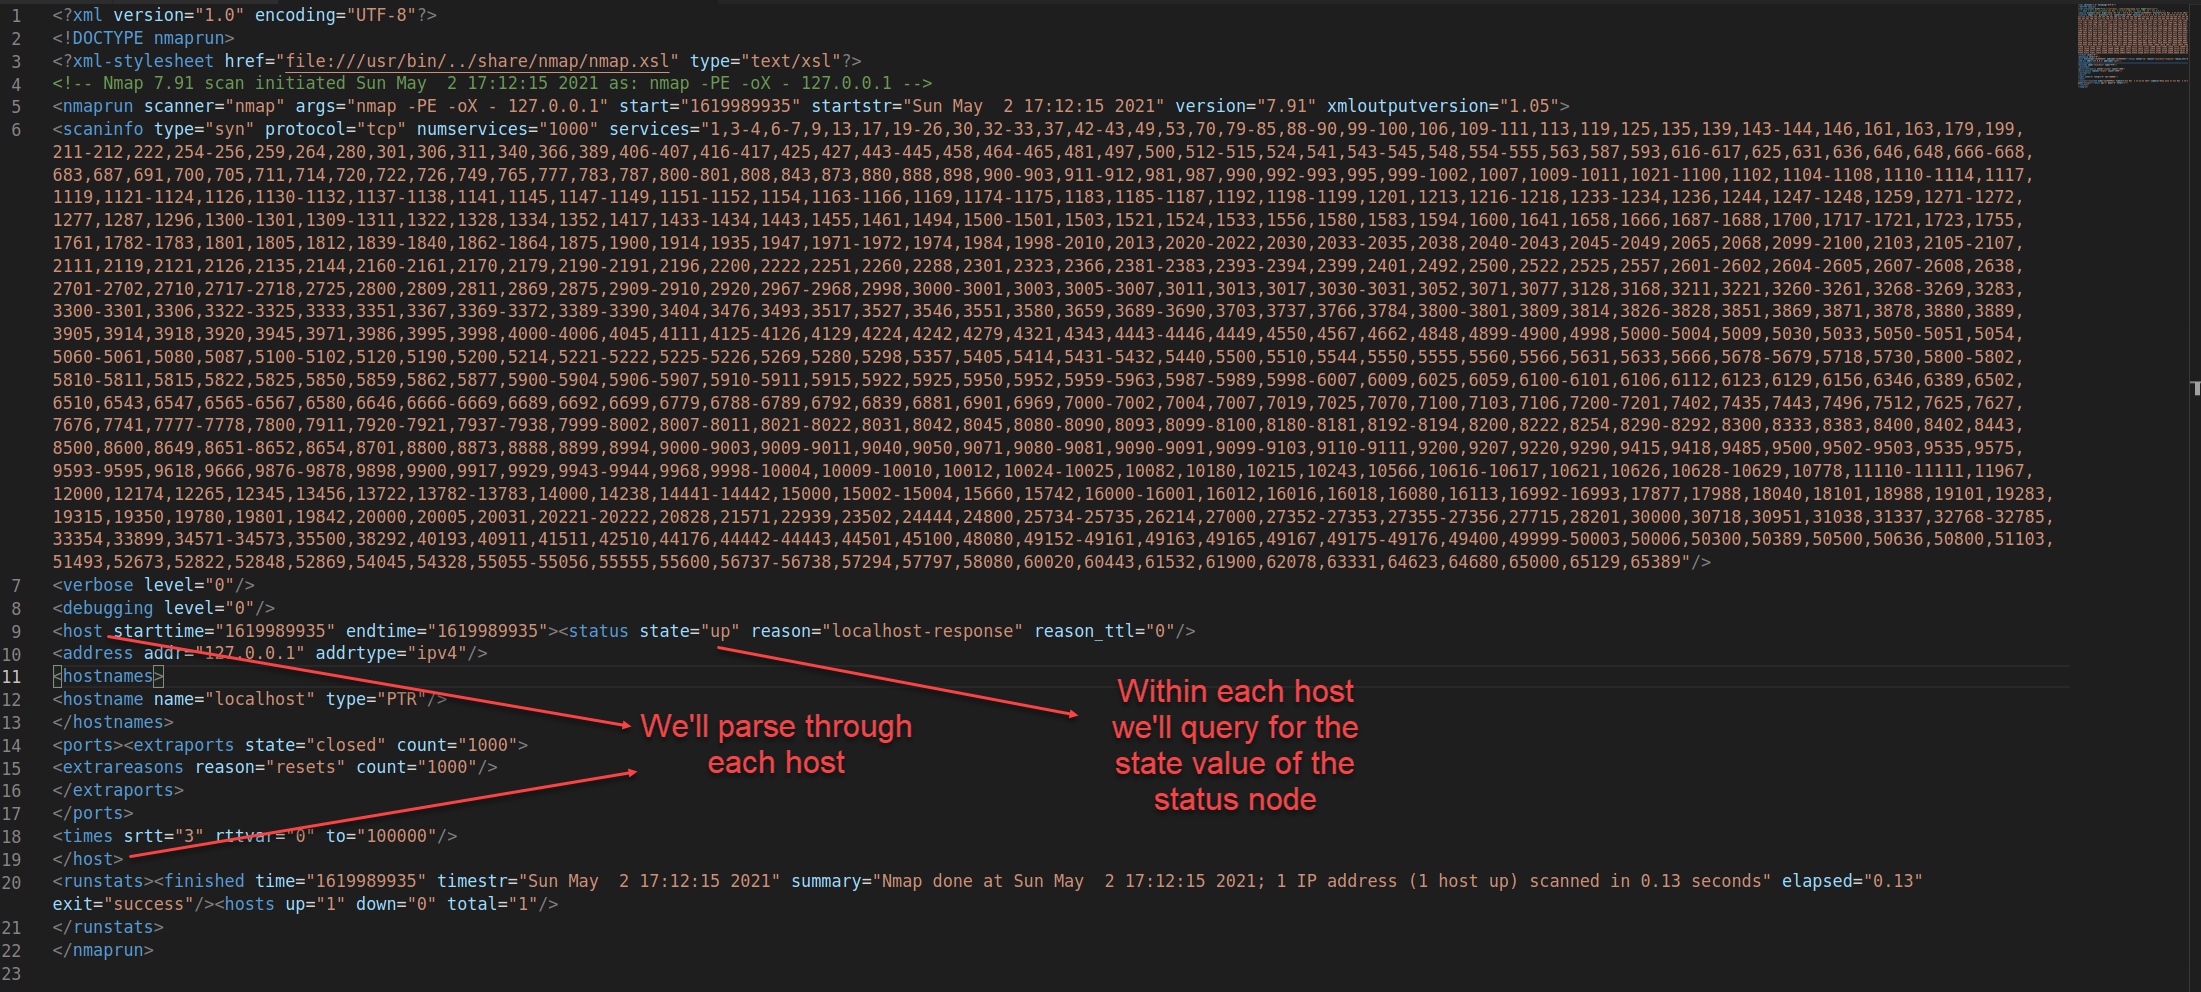 1 <?xml version="1.0" encoding="UTF-8"?>
2 <!DOCTYPE nmaprun>
3 <?xml-stylesheet href="file:///usr/bin/../share/nmap/nmap.xsl" type="text/xsl"?>
4 <!-- Nmap 7.91 scan initiated Sun May  2 17:12:15 2021 as: nmap -PE -oX - 127.0.0.1 -->
5 <nmaprun scanner="nmap" args="nmap -PE -oX - 127.0.0.1" start="1619989935" startstr="Sun May  2 17:12:15 2021" version="7.91" xmloutputversion="1.05">
6 <scaninfo type="syn" protocol="tcp" numservices="1000" services="1,3-4,6-7,9,13,17,19-26,30,32-33,37,42-43,49,53,70,79-85,88-90,99-100,106,109-111,113,119,125,135,139,143-144,146,161,163,179,199,
211-212,222,254-256,259,264,280,301,306,311,340,366,389,406-407,416-417,425,427,443-445,458,464-465,481,497,500,512-515,524,541,543-545,548,554-555,563,587,593,616-617,625,631,636,646,648,666-668,
683,687,691,700,705,711,714,720,722,726,749,765,777,783,787,800-801,808,843,873,880,888,898,900-903,911-912,981,987,990,992-993,995,999-1002,1007,1009-1011,1021-1100,1102,1104-1108,1110-1114,1117,
1119,1121-1124,1126,1130-1132,1137-1138,1141,1145,1147-1149,1151-1152,1154,1163-1166,1169,1174-1175,1183,1185-1187,1192,1198-1199,1201,1213,1216-1218,1233-1234,1236,1244,1247-1248,1259,1271-1272,
1277,1287,1296,1300-1301,1309-1311,1322,1328,1334,1352,1417,1433-1434,1443,1455,1461,1494,1500-1501,1503,1521,1524,1533,1556,1580,1583,1594,1600,1641,1658,1666,1687-1688,1700,1717-1721,1723,1755,
1761,1782-1783,1801,1805,1812,1839-1840,1862-1864,1875,1900,1914,1935,1947,1971-1972,1974,1984,1998-2010,2013,2020-2022,2030,2033-2035,2038,2040-2043,2045-2049,2065,2068,2099-2100,2103,2105-2107,
2111,2119,2121,2126,2135,2144,2160-2161,2170,2179,2190-2191,2196,2200,2222,2251,2260,2288,2301,2323,2366,2381-2383,2393-2394,2399,2401,2492,2500,2522,2525,2557,2601-2602,2604-2605,2607-2608,2638,
2701-2702,2710,2717-2718,2725,2800,2809,2811,2869,2875,2909-2910,2920,2967-2968,2998,3000-3001,3003,3005-3007,3011,3013,3017,3030-3031,3052,3071,3077,3128,3168,3211,3221,3260-3261,3268-3269,3283,
3300-3301,3306,3322-3325,3333,3351,3367,3369-3372,3389-3390,3404,3476,3493,3517,3527,3546,3551,3580,3659,3689-3690,3703,3737,3766,3784,3800-3801,3809,3814,3826-3828,3851,3869,3871,3878,3880,3889,
3905,3914,3918,3920,3945,3971,3986,3995,3998,4000-4006,4045,4111,4125-4126,4129,4224,4242,4279,4321,4343,4443-4446,4449,4550,4567,4662,4848,4899-4900,4998,5000-5004,5009,5030,5033,5050-5051,5054,
5060-5061,5080,5087,5100-5102,5120,5190,5200,5214,5221-5222,5225-5226,5269,5280,5298,5357,5405,5414,5431-5432,5440,5500,5510,5544,5550,5555,5560,5566,5631,5633,5666,5678-5679,5718,5730,5800-5802,
5810-5811,5815,5822,5825,5850,5859,5862,5877,5900-5904,5906-5907,5910-5911,5915,5922,5925,5950,5952,5959-5963,5987-5989,5998-6007,6009,6025,6059,6100-6101,6106,6112,6123,6129,6156,6346,6389,6502,
6510,6543,6547,6565-6567,6580,6646,6666-6669,6689,6692,6699,6779,6788-6789,6792,6839,6881,6901,6969,7000-7002,7004,7007,7019,7025,7070,7100,7103,7106,7200-7201,7402,7435,7443,7496,7512,7625,7627,
7676,7741,7777-7778,7800,7911,7920-7921,7937-7938,7999-8002,8007-8011,8021-8022,8031,8042,8045,8080-8090,8093,8099-8100,8180-8181,8192-8194,8200,8222,8254,8290-8292,8300,8333,8383,8400,8402,8443,
8500,8600,8649,8651-8652,8654,8701,8800,8873,8888,8899,8994,9000-9003,9009-9011,9040,9050,9071,9080-9081,9090-9091,9099-9103,9110-9111,9200,9207,9220,9290,9415,9418,9485,9500,9502-9503,9535,9575,
9593-9595,9618,9666,9876-9878,9898,9900,9917,9929,9943-9944,9968,9998-10004,10009-10010,10012,10024-10025,10082,10180,10215,10243,10566,10616-10617,10621,10626,10628-10629,10778,11110-11111,11967,
12000,12174,12265,12345,13456,13722,13782-13783,14000,14238,14441-14442,15000,15002-15004,15660,15742,16000-16001,16012,16016,16018,16080,16113,16992-16993,17877,17988,18040,18101,18988,19101,19283,
19315,19350,19780,19801,19842,20000,20005,20031,20221-20222,20828,21571,22939,23502,24444,24800,25734-25735,26214,27000,27352-27353,27355-27356,27715,28201,30000,30718,30951,31038,31337,32768-32785,
33354,33899,34571-34573,35500,38292,40193,40911,41511,42510,44176,44442-44443,44501,45100,48080,49152-49161,49163,49165,49167,49175-49176,49400,49999-50003,50006,50300,50389,50500,50636,50800,51103,
51493,52673,52822,52848,52869,54045,54328,55055-55056,55555,55600,56737-56738,57294,57797,58080,60020,60443,61532,61900,62078,63331,64623,64680,65000,65129,65389"/>
7 <verbose level="0"/>
8 <debugging level="0"/>
9 <host starttime="1619989935" endtime="1619989935"><status state="up" reason="localhost-response" reason_ttl="0"/>
10 <address addr="127.0.0.1" addrtype="ipv4"/>
11 <hostnames>
12 <hostname name="localhost" type="PTR"/>
13 </hostnames>
14 <ports><extraports state="closed" count="1000">
15 <extrareasons reason="resets" count="1000"/>
16 </extraports>
17 </ports>
18 <times srtt="3" rttvar="0" to="100000"/>
19 </host>
20 <runstats><finished time="1619989935" timestr="Sun May  2 17:12:15 2021" summary="Nmap done at Sun May  2 17:12:15 2021; 1 IP address (1 host up) scanned in 0.13 seconds" elapsed="0.13"
exit="success"/><hosts up="1" down="0" total="1"/>
21 </runstats>
22 </nmaprun>
23
We'll parse through
each host
Within each host
we'll query for the
state value of the
status node